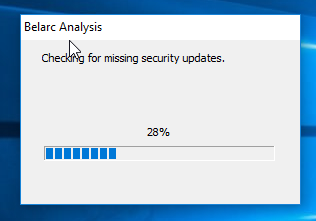 Belarc Analysis
Checking for missing security updates.
28%